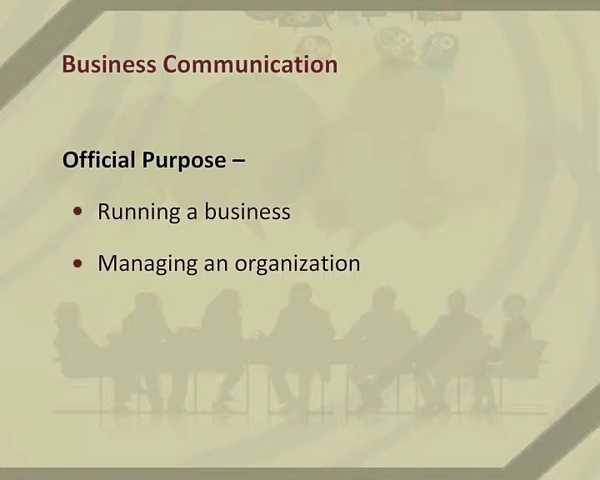 Business Communication
Official Purpose –
• Running a business
• Managing an organization